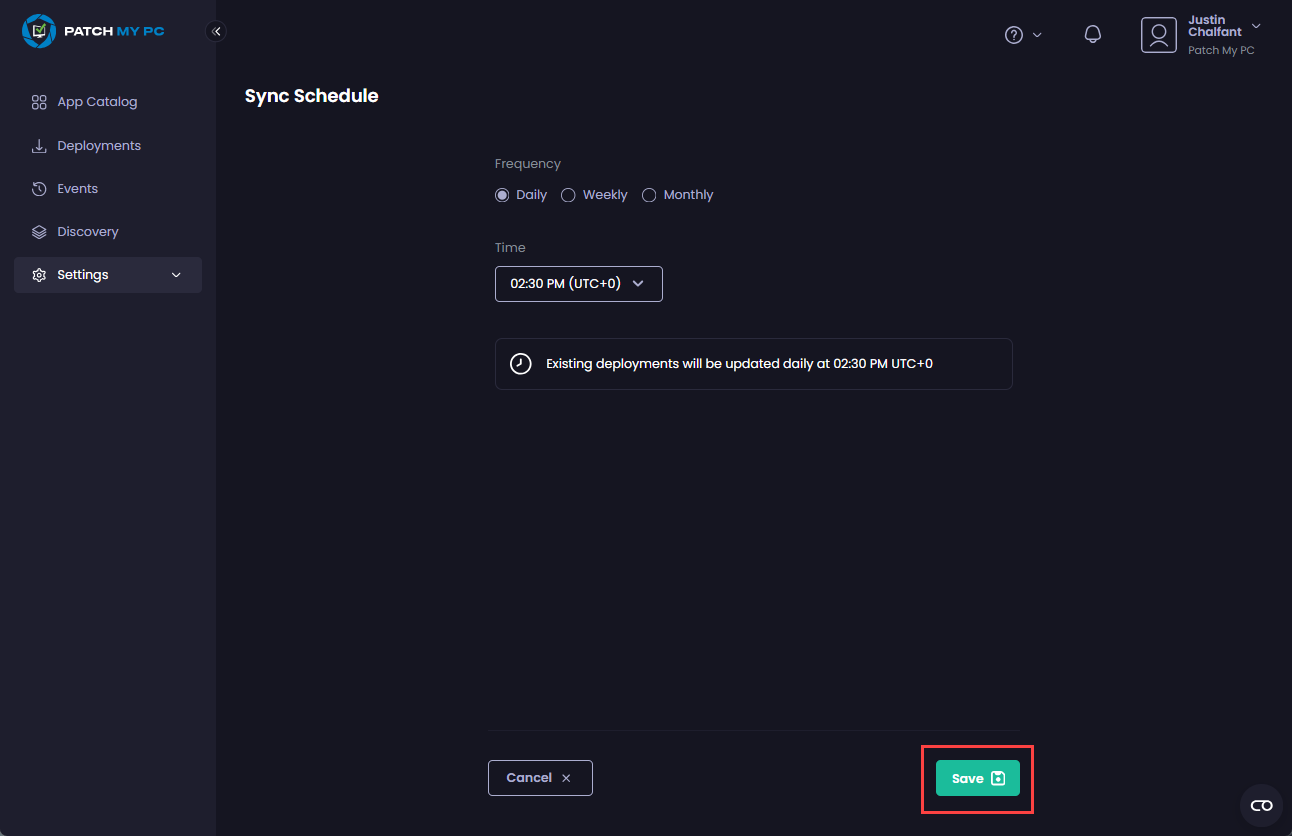 PATCH MY PC
Justin
Chalfant
Patch My PC
App Catalog
Deployments
Events
Discovery
Settings
Sync Schedule
Frequency
Daily Weekly Monthly
Time
02:30 PM (UTC+0)
Existing deployments will be updated daily at 02:30 PM UTC+0
Cancel
Save